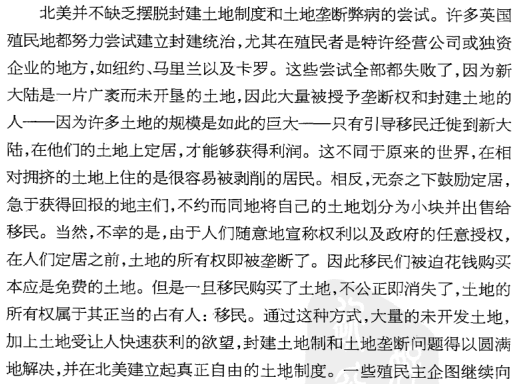 北美并不缺乏摆脱封建土地制度和土地垄断弊病的尝试。许多英国
殖民地都努力尝试建立封建统治，尤其在殖民者是特许经营公司或独资
企业的地方，如纽约、马里兰以及卡罗。这些尝试全部都失败了，因为新
大陆是一片广袤而未开垦的土地，因此大量被授予垄断权和封建土地的
人——因为许多土地的规模是如此的巨大——只有引导移民迁徙到新大
陆，在他们的土地上定居，才能够获得利润。这不同于原来的世界，在相
对拥挤的土地上住的是很容易被剥削的居民。相反，无奈之下鼓励定居，
急于获得回报的地主们，不约而同地将自己的土地划分为小块并出售给
移民。当然，不幸的是，由于人们随意地宣称权利以及政府的任意授权，
在人们定居之前，土地的所有权即被垄断了。因此移民们被迫花钱购买
本应是免费的土地。但是一旦移民购买了土地，不公正即消失了，土地的
所有权属于其正当的占有人：移民。通过这种方式，大量的未开发土地，
加上土地受让人快速获利的欲望，封建土地制和土地垄断问题得以圆满
地解决，并在北美建立起真正自由的土地制度。一些殖民主企图继续向